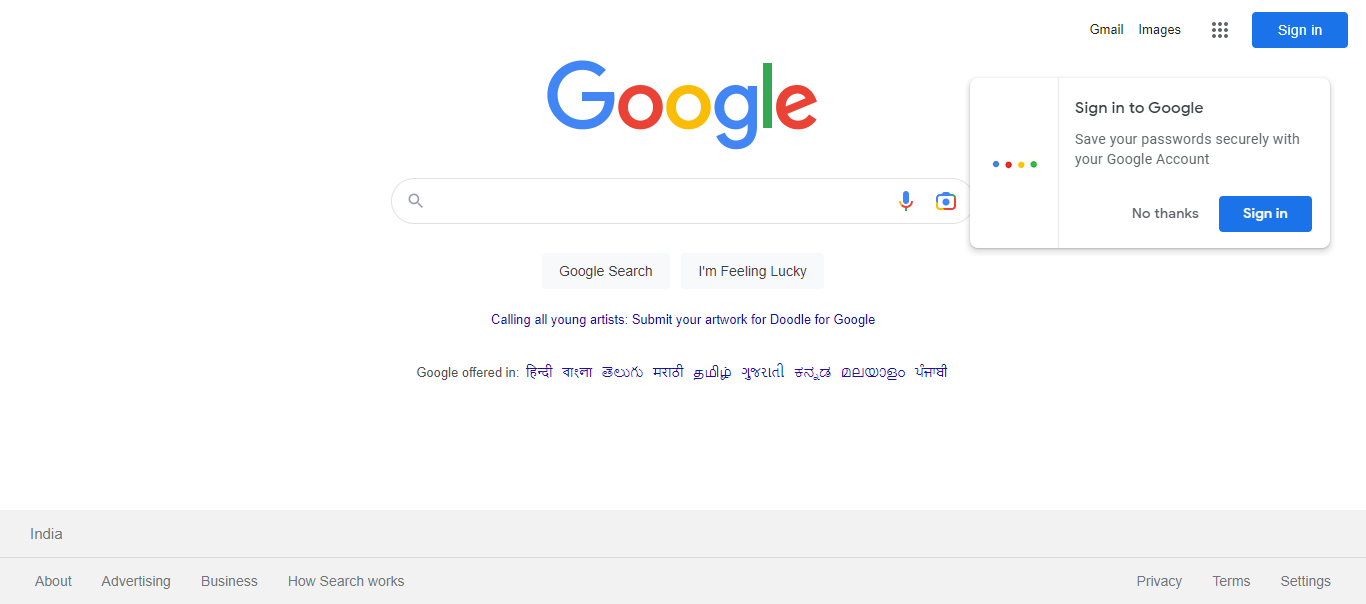 Gmail Images Sign in
Google
Sign in to Google
Save your passwords securely with
your Google Account
No thanks Sign in
Google Search I'm Feeling Lucky
Calling all young artists: Submit your artwork for Doodle for Google
Google offered in: हिन्दी বাংলা తెలుగు मराठी தமிழ் ગુજરાતી ಕನ್ನಡ മലയാളം ਪੰਜਾਬੀ
India
About Advertising Business How Search works Privacy Terms Settings